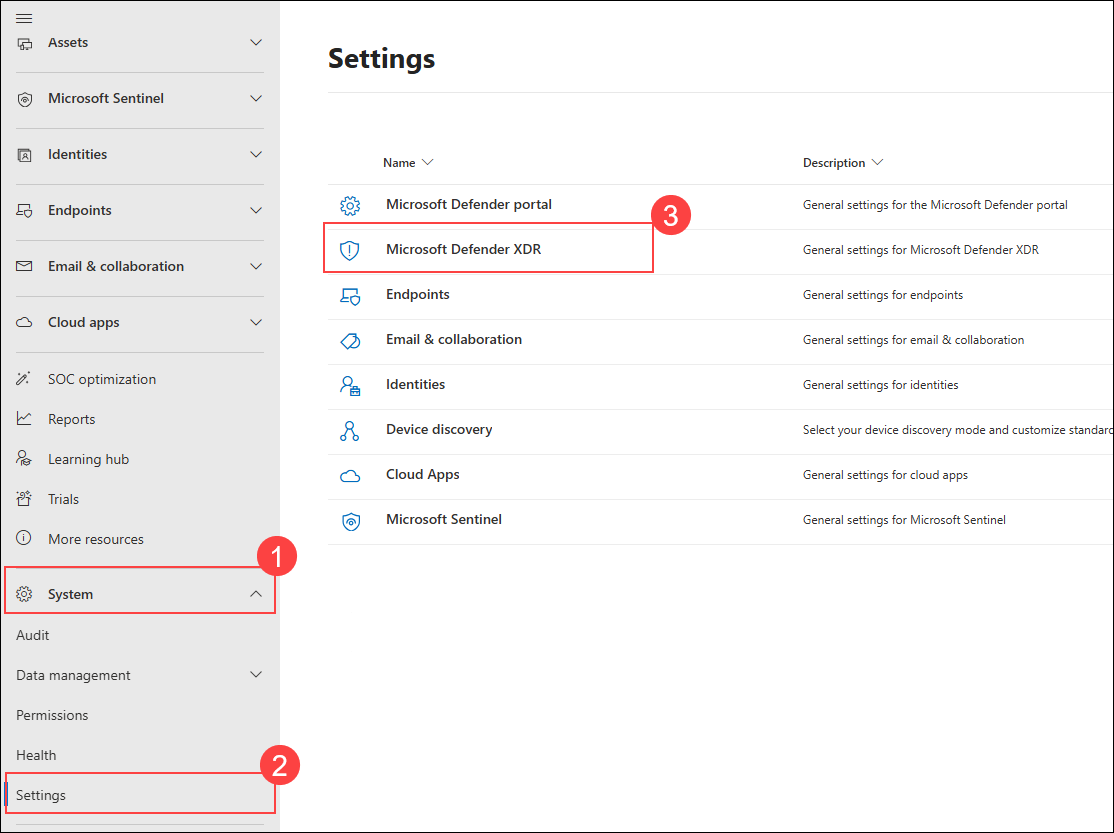 Assets
Microsoft Sentinel
Identities
Endpoints
Email & collaboration
Cloud apps
SOC optimization
Reports
Learning hub
Trials
More resources
1
System
Audit
Data management
Permissions
Health
2
Settings
Settings
Name Description
Microsoft Defender portal General settings for the Microsoft Defender portal
3
Microsoft Defender XDR General settings for Microsoft Defender XDR
Endpoints General settings for endpoints
Email & collaboration General settings for email & collaboration
Identities General settings for identities
Device discovery Select your device discovery mode and customize standard
Cloud Apps General settings for cloud apps
Microsoft Sentinel General settings for Microsoft Sentinel